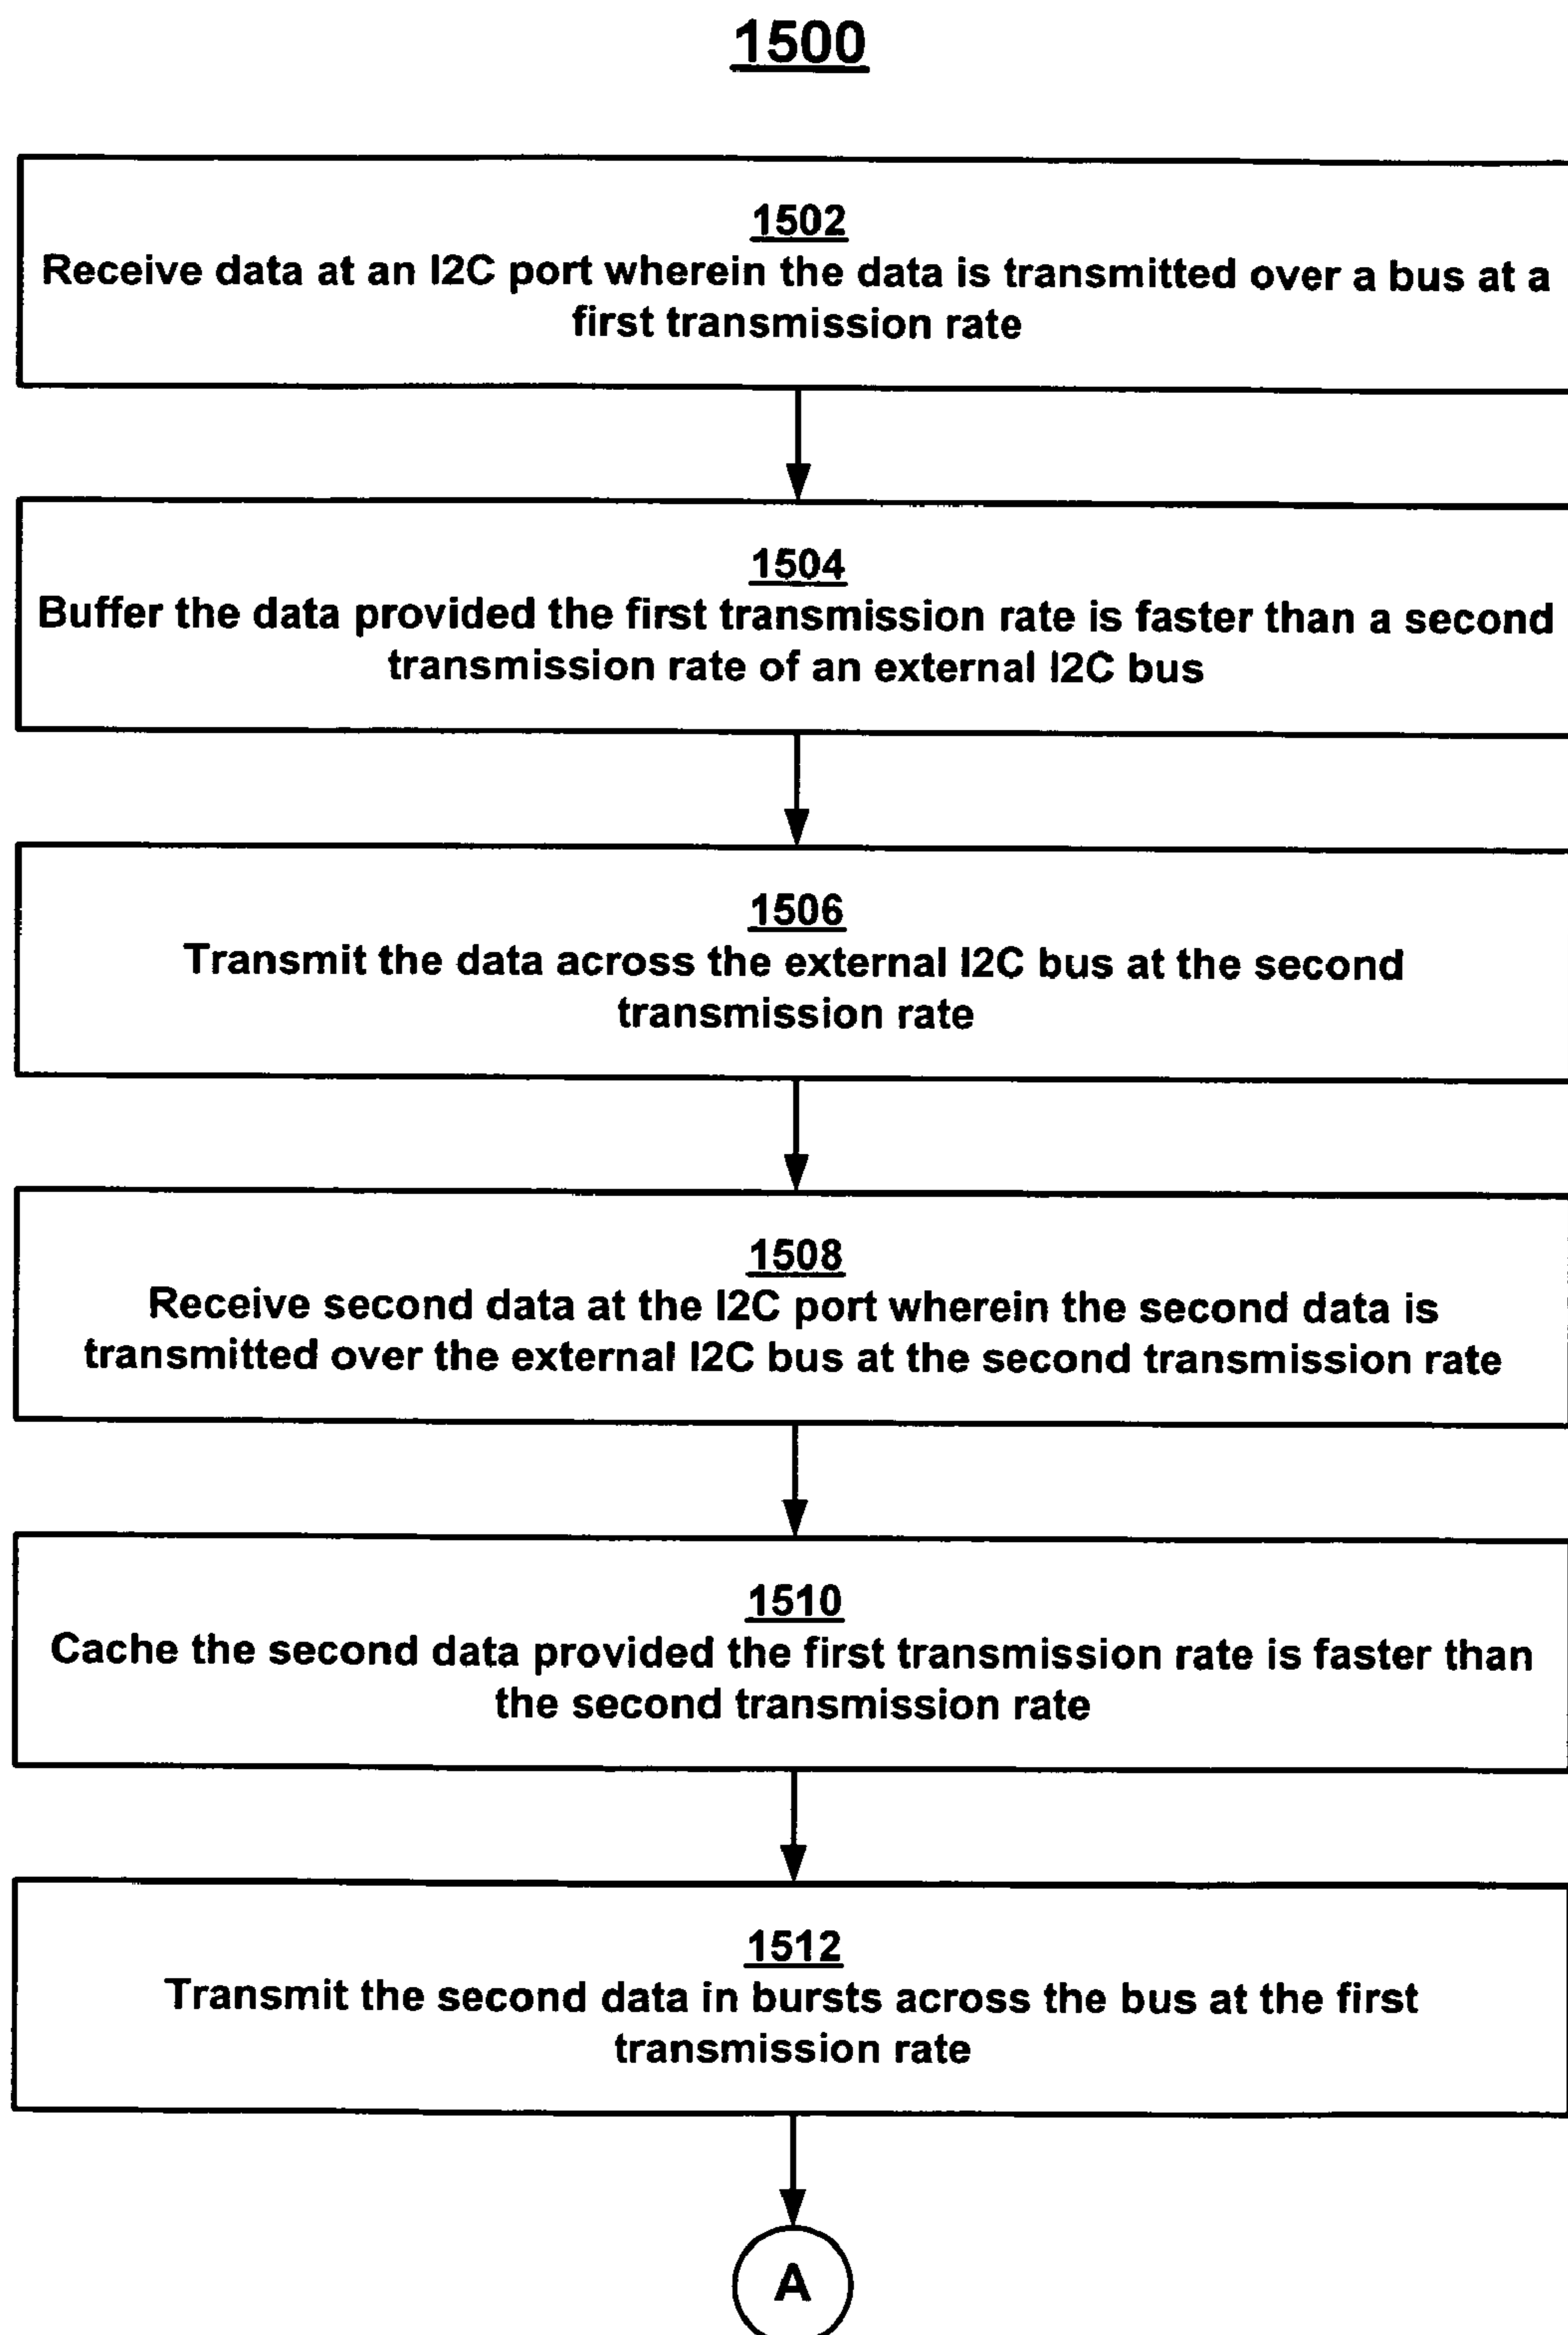 1500
1502
Receive data at an I2C port wherein the data is transmitted over a bus at a
first transmission rate
1504
Buffer the data provided the first transmission rate is faster than a second
transmission rate of an external I2C bus
1506
Transmit the data across the external I2C bus at the second
transmission rate
1508
Receive second data at the I2C port wherein the second data is
transmitted over the external I2C bus at the second transmission rate
1510
Cache the second data provided the first transmission rate is faster than
the second transmission rate
1512
Transmit the second data in bursts across the bus at the first
transmission rate
A